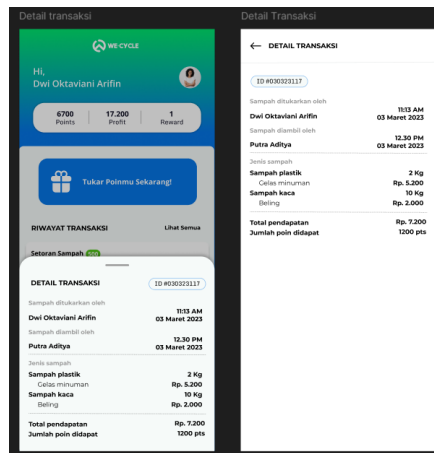 Detail transaksi
WE-CYCLE
Hi,
Dwi Oktaviani Arifin
6700 17.200 1
Points Profit Reward
Tukar Poinmu Sekarang!
RIWAYAT TRANSAKSI Lihat Semua
Setoran Sampah
DETAIL TRANSAKSI ID #030323117
Sampah ditukarkan oleh
11:13 AM
Dwi Oktaviani Arifin 03 Maret 2023
Sampah diambil oleh
12.30 PM
Putra Aditya 03 Maret 2023
Jenis sampah
Sampah plastik 2 Kg
Gelas minuman Rp. 5.200
Sampah kaca 10 Kg
Beling Rp. 2.000
Total pendapatan Rp. 7.200
Jumlah poin didapat 1200 pts
Detail Transaksi
DETAIL TRANSAKSI
ID #030323117
Sampah ditukarkan oleh
11:13 AM
Dwi Oktaviani Arifin 03 Maret 2023
Sampah diambil oleh
12.30 PM
Putra Aditya 03 Maret 2023
Jenis sampah
Sampah plastik 2 Kg
Gelas minuman Rp. 5.200
Sampah kaca 10 Kg
Beling Rp. 2.000
Total pendapatan Rp. 7.200
Jumlah poin didapat 1200 pts